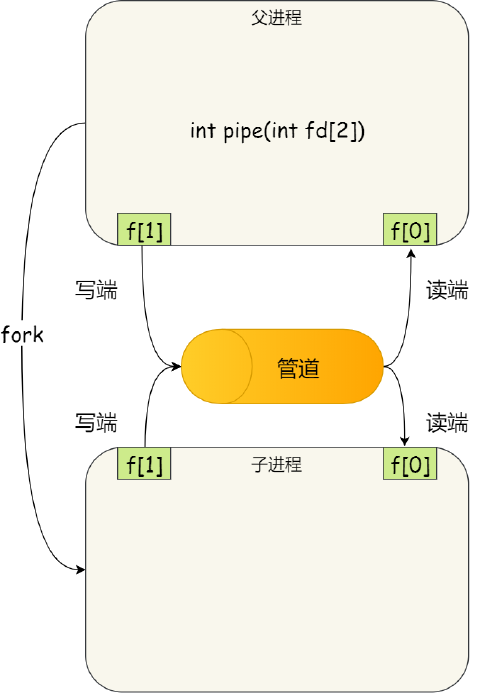 父进程
int pipe(int fd[2])
f[1]
f[0]
写端
读端
fork
管道
写端
读端
f[1]
子进程
f[0]